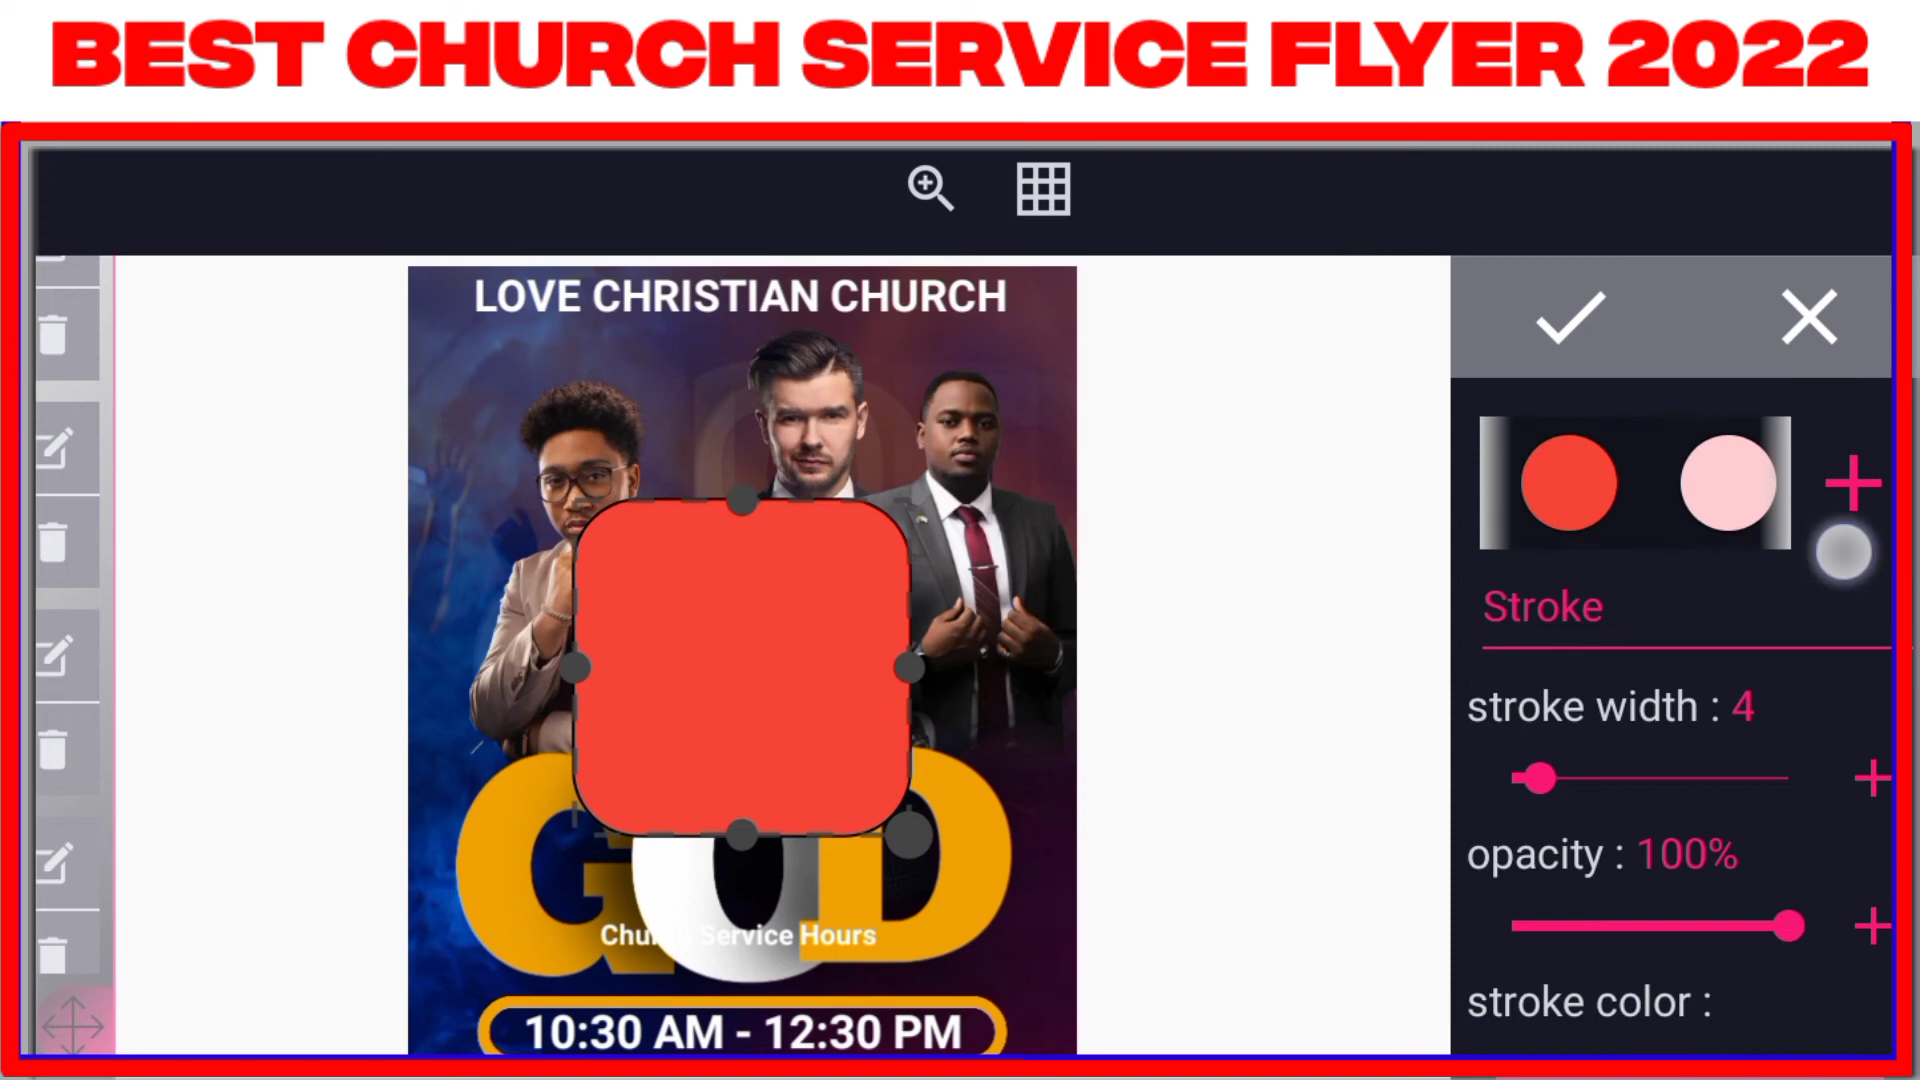 BEST CHURCH SERVICE FLYER 2022
LOVE CHRISTIAN CHURCH
GOD
Church Service Hours
10:30 AM - 12:30 PM
Stroke
stroke width : 4
opacity : 100%
stroke color :